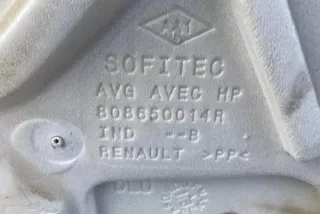 SOFITEC
AVG AVEC HP
808650014R
IND --B
RENAULT >PP<